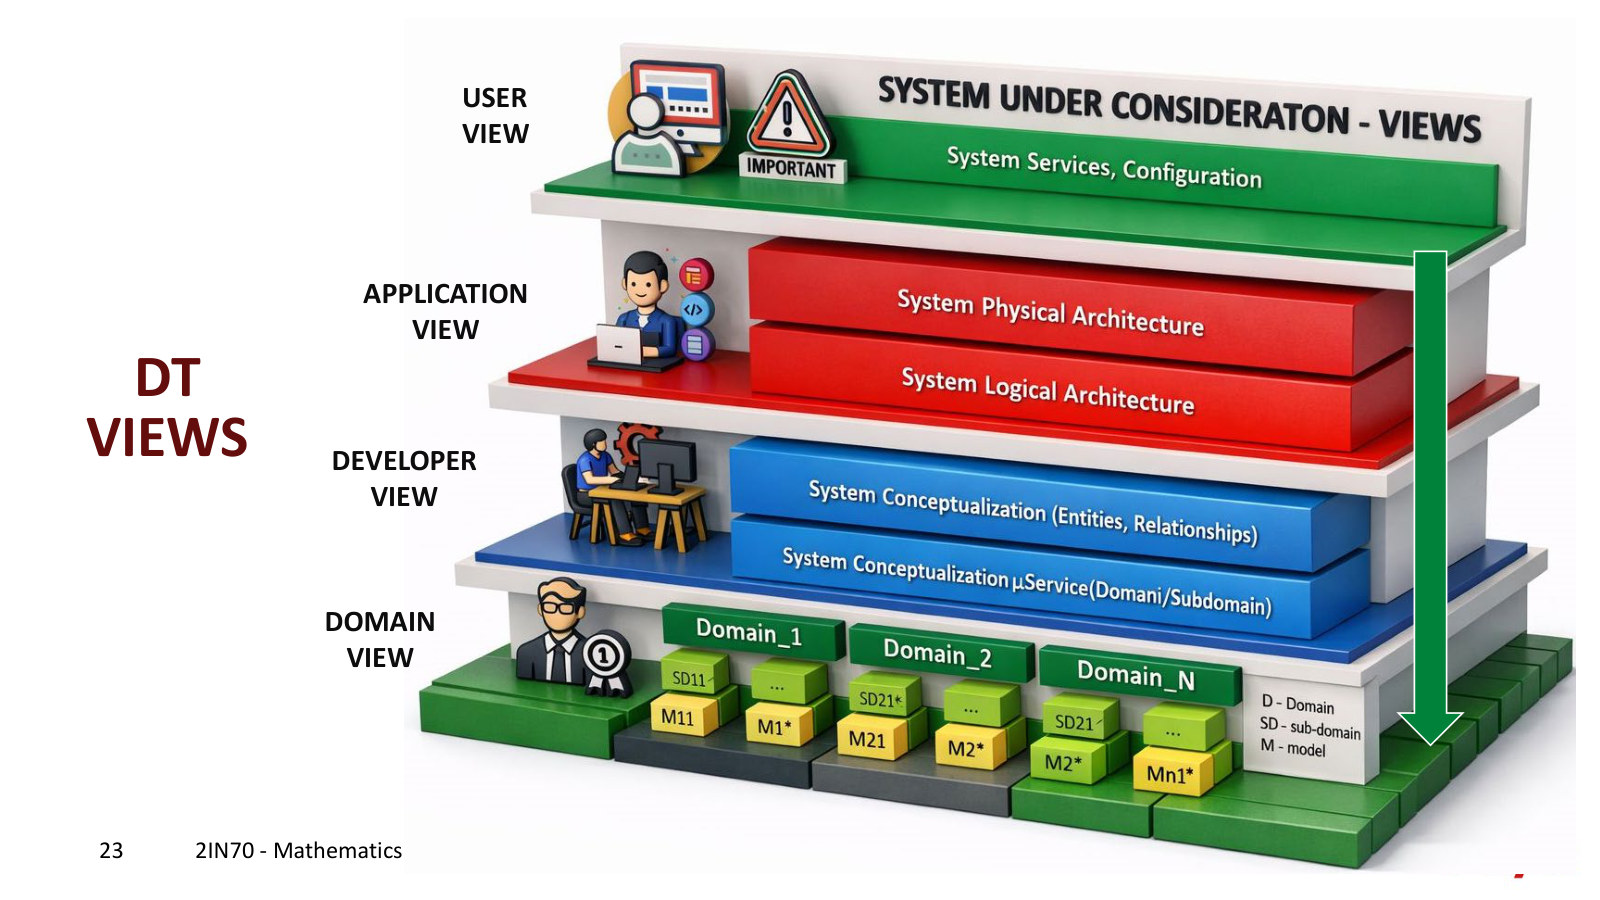 USER
VIEW
SYSTEM UNDER CONSIDERATON - VIEWS
IMPORTANT
System Services, Configuration
APPLICATION
VIEW
System Physical Architecture
System Logical Architecture
DT
VIEWS
DEVELOPER
VIEW
System Conceptualization (Entities, Relationships)
System Conceptualization µService(Domani/Subdomain)
DOMAIN
VIEW
1
Domain_1
Domain_2
Domain_N
SD11
...
SD21*
...
SD21
...
M11
M1*
M21
M2*
M2*
Mn1*
D - Domain
SD - sub-domain
M - model
23
2IN70 - Mathematics